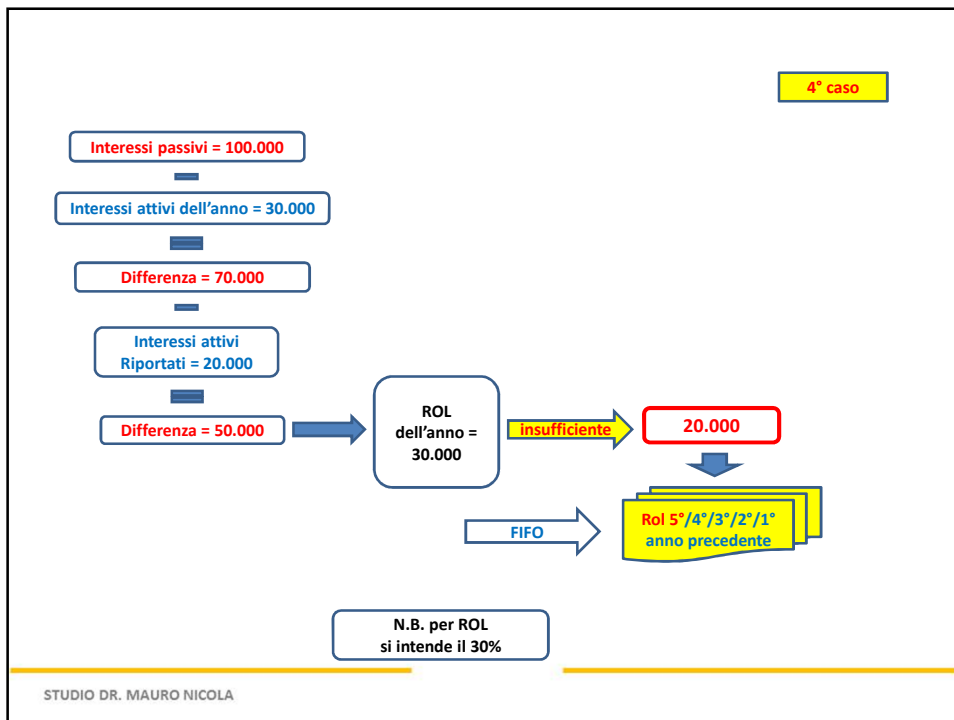 4° caso
Interessi passivi = 100.000
Interessi attivi dell'anno = 30.000
Differenza = 70.000
Interessi attivi
Riportati = 20.000
Differenza = 50.000
ROL
dell'anno =
30.000
insufficiente
20.000
FIFO
Rol 5°/4°/3°/2°/1°
anno precedente
N.B. per ROL
si intende il 30%
STUDIO DR. MAURO NICOLA